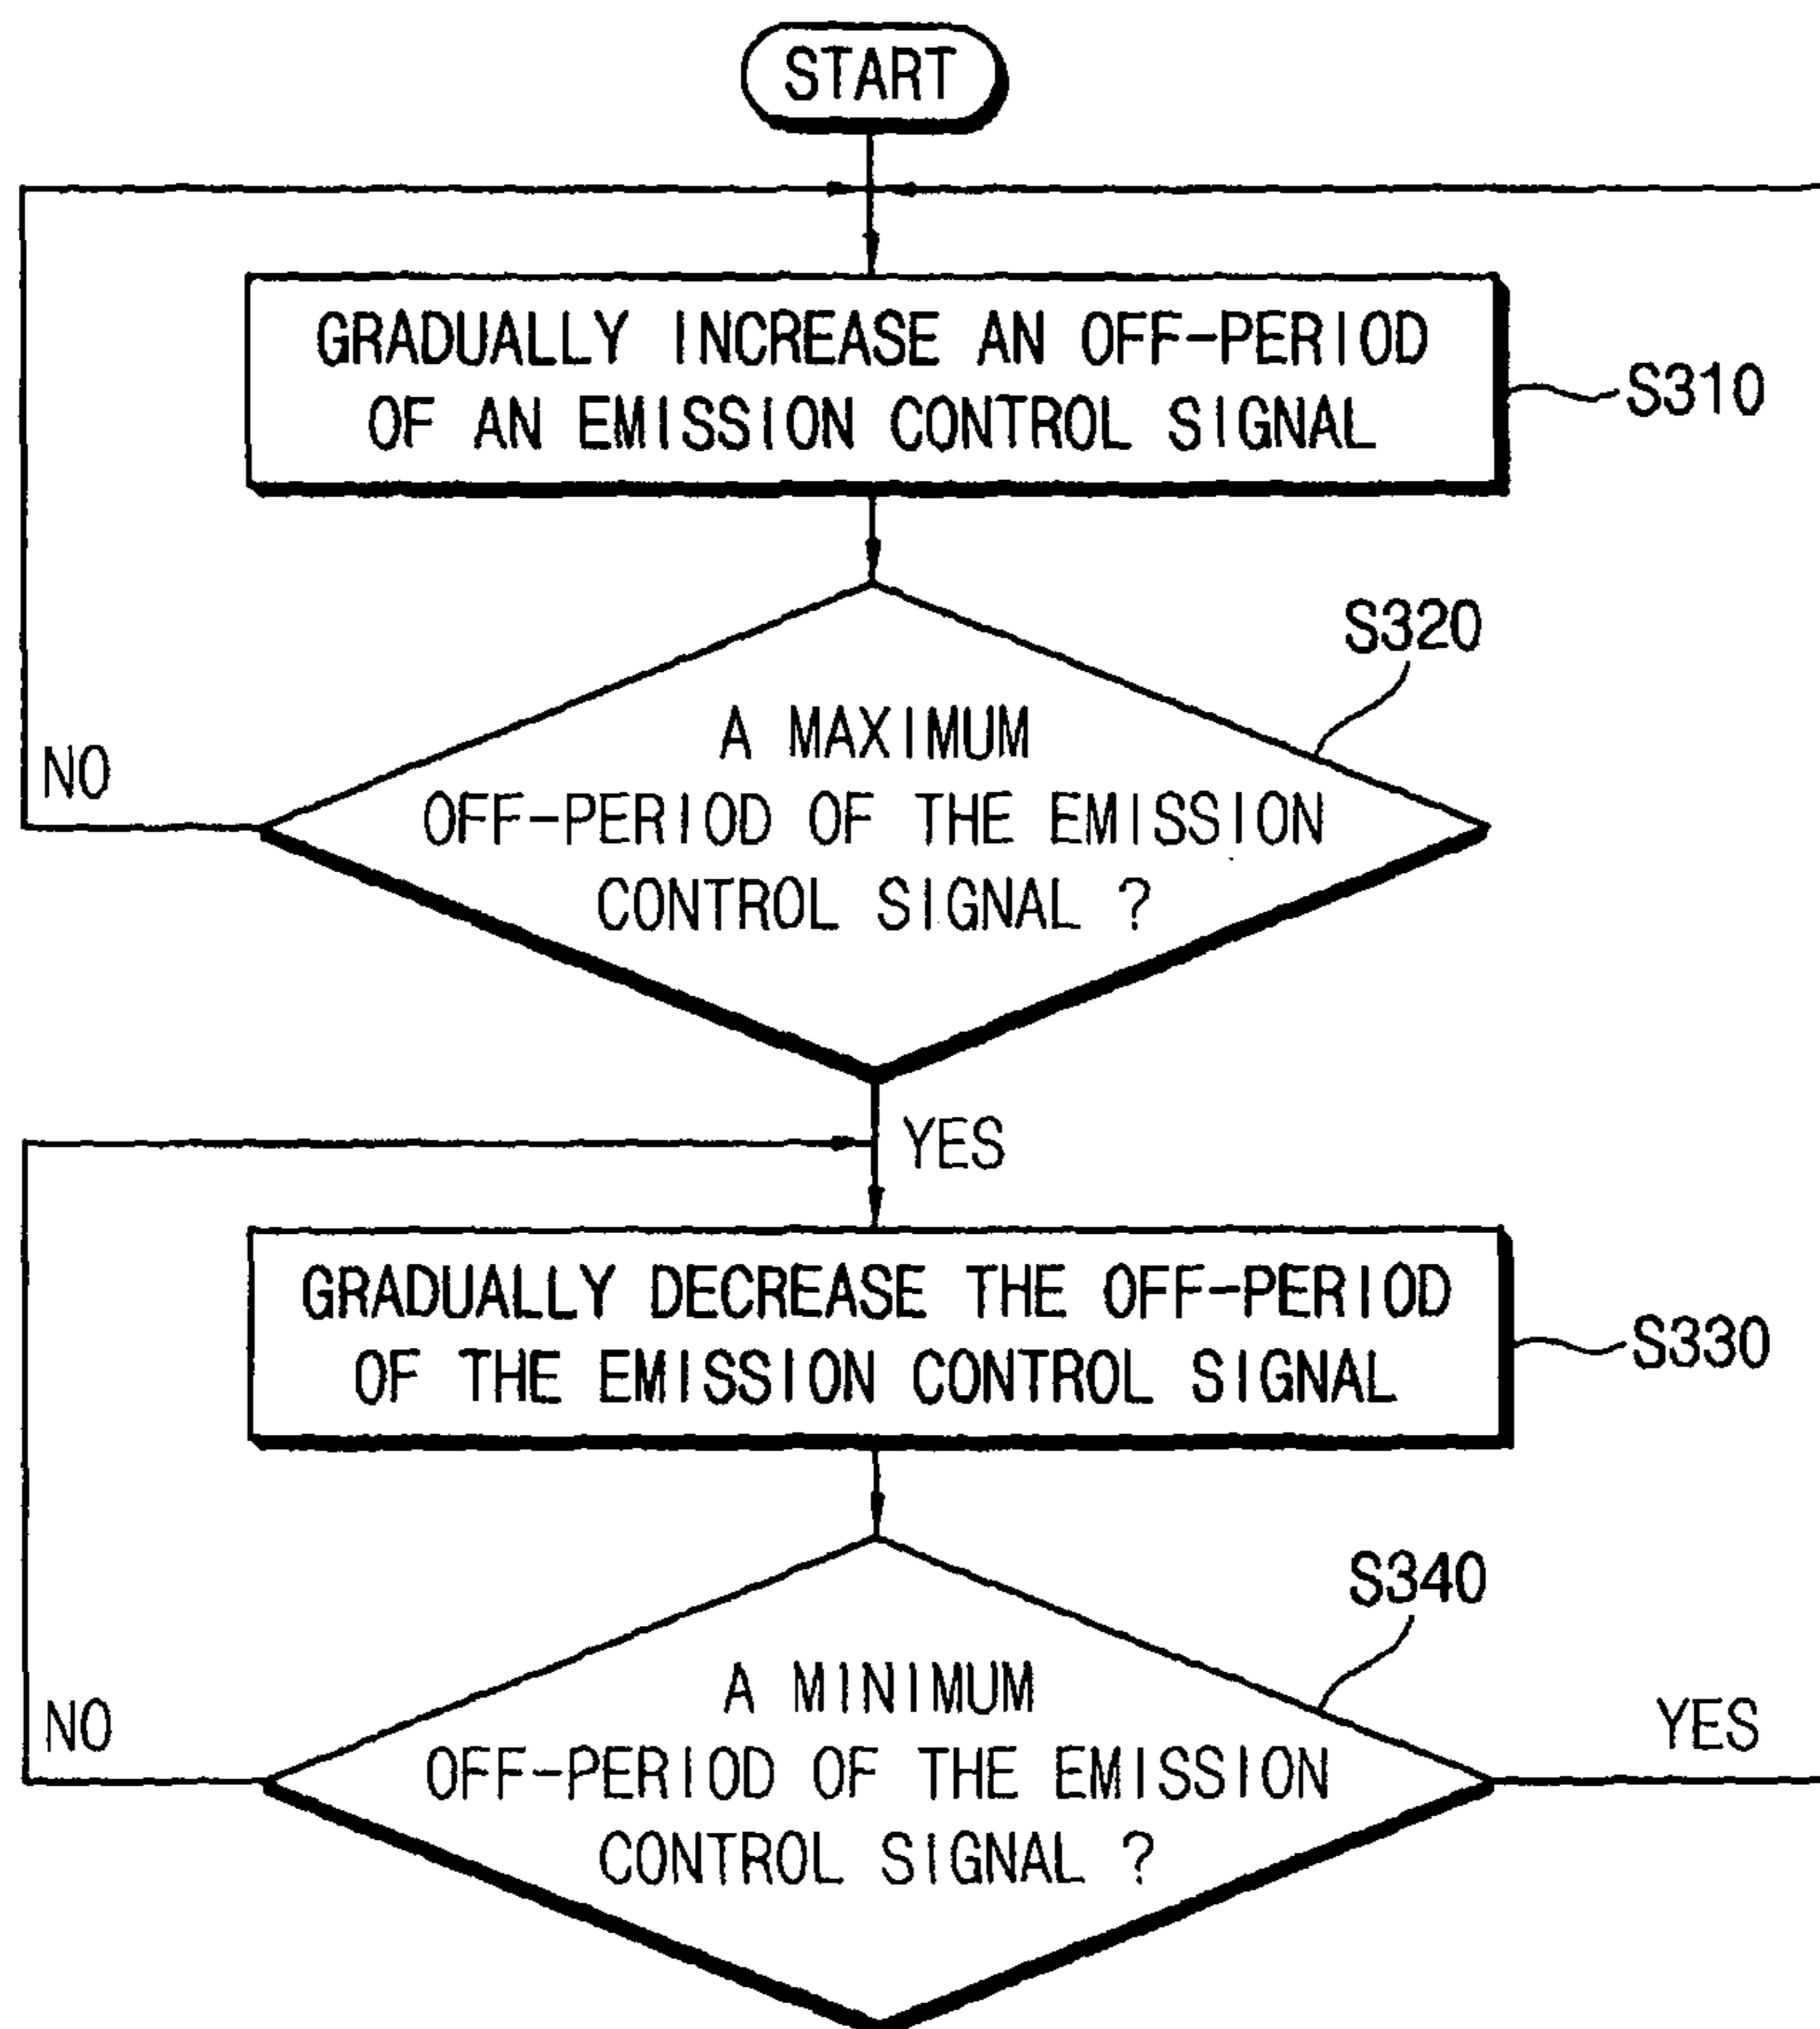 START
GRADUALLY INCREASE AN OFF-PERIOD
OF AN EMISSION CONTROL SIGNAL
S310
S320
A MAXIMUM
OFF-PERIOD OF THE EMISSION
CONTROL SIGNAL ?
NO
YES
GRADUALLY DECREASE THE OFF-PERIOD
OF THE EMISSION CONTROL SIGNAL
S330
S340
A MINIMUM
OFF-PERIOD OF THE EMISSION
CONTROL SIGNAL ?
NO
YES